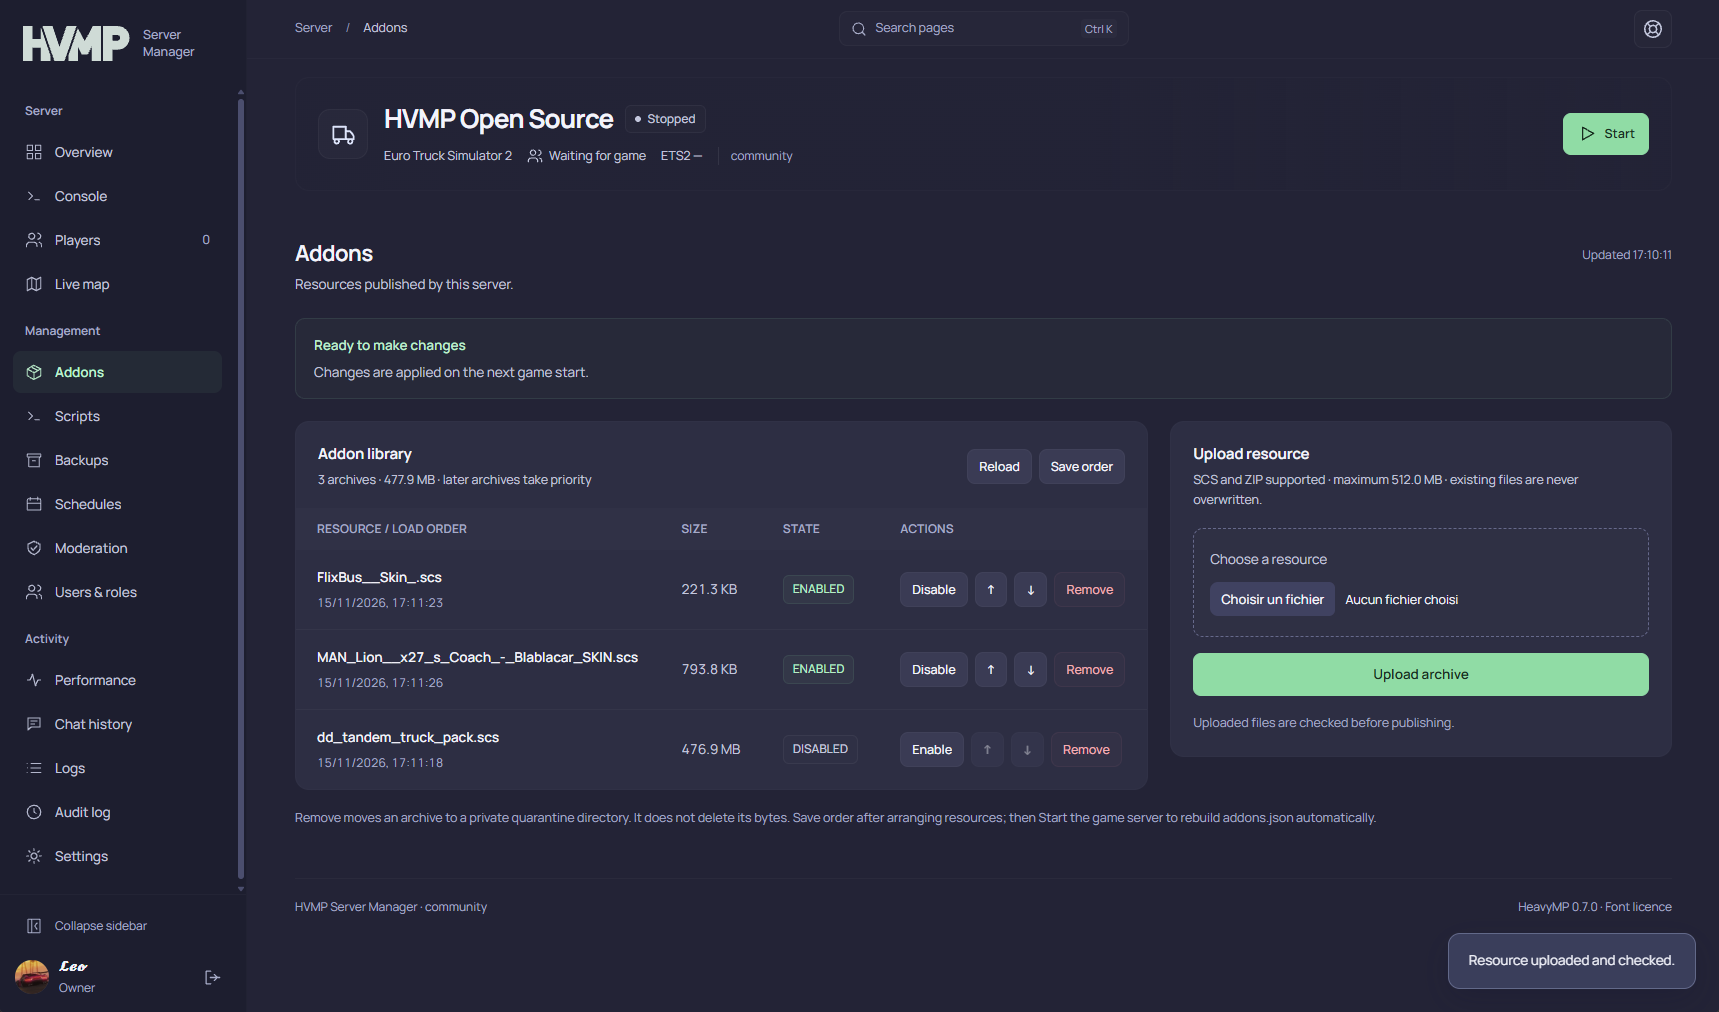 HVMP
Server
Manager
Server
Overview
Console
Players
0
Live map
Management
Addons
Scripts
Backups
Schedules
Moderation
Users & roles
Activity
Performance
Chat history
Logs
Audit log
Settings
Collapse sidebar
Leo
Owner
Server / Addons
Search pages
Ctrl K
HVMP Open Source
Stopped
Euro Truck Simulator 2
Waiting for game
ETS2 —
community
Start
Addons
Updated 17:10:11
Resources published by this server.
Ready to make changes
Changes are applied on the next game start.
Addon library
3 archives · 477.9 MB · later archives take priority
Reload
Save order
RESOURCE / LOAD ORDER SIZE STATE ACTIONS
FlixBus__Skin_.scs
15/11/2026, 17:11:23
221.3 KB
ENABLED
Disable ↑ ↓ Remove
MAN_Lion__x27_s_Coach_-_Blablacar_SKIN.scs
15/11/2026, 17:11:26
793.8 KB
ENABLED
Disable ↑ ↓ Remove
dd_tandem_truck_pack.scs
15/11/2026, 17:11:18
476.9 MB
DISABLED
Enable ↑ ↓ Remove
Upload resource
SCS and ZIP supported · maximum 512.0 MB · existing files are never
overwritten.
Choose a resource
Choisir un fichier Aucun fichier choisi
Upload archive
Uploaded files are checked before publishing.
Remove moves an archive to a private quarantine directory. It does not delete its bytes. Save order after arranging resources; then Start the game server to rebuild addons.json automatically.
HVMP Server Manager · community
HeavyMP 0.7.0 · Font licence
Resource uploaded and checked.